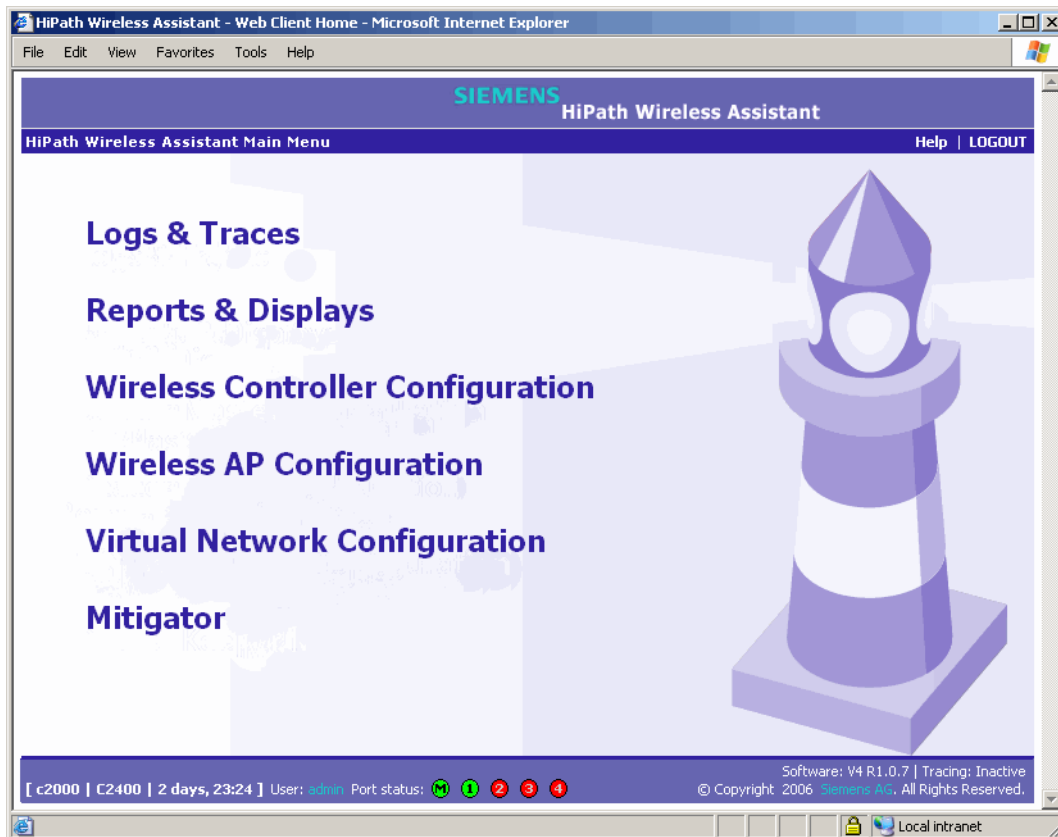 HiPath Wireless Assistant - Web Client Home - Microsoft Internet Explorer
File Edit View Favorites Tools Help
SIEMENS
HiPath Wireless Assistant
HiPath Wireless Assistant Main Menu Help | LOGOUT
Logs & Traces
Reports & Displays
Wireless Controller Configuration
Wireless AP Configuration
Virtual Network Configuration
Mitigator
Software: V4 R1.0.7 | Tracing: Inactive
[ c2000 | C2400 | 2 days, 23:24 ] User: admin Port status: M 1 2 3 4 © Copyright 2006 Siemens AG. All Rights Reserved.
Local intranet